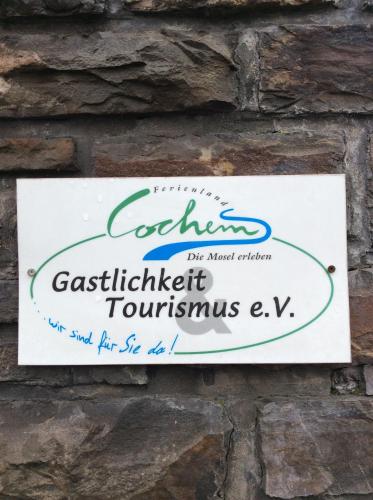 Ferienland
Cochem
Die Mosel erleben
Gastlichkeit
&
Tourismus e.V.
...wir sind für Sie da!